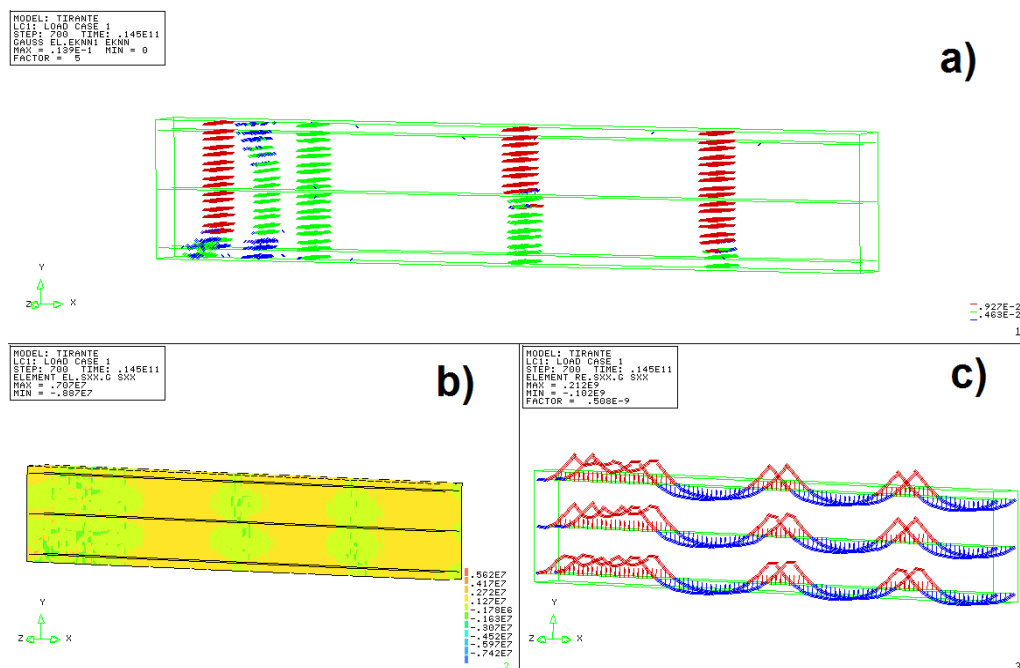 MODEL: TIRANTE
LC1: LOAD CASE 1
STEP: 700 TIME: .145E11
GAUSS EL.EKNN1 EKNN
MAX = .139E-1 MIN = 0
FACTOR = 5
a)
Y
Z X
.927E-2
.463E-2
1
MODEL: TIRANTE
LC1: LOAD CASE 1
STEP: 700 TIME: .145E11
ELEMENT EL.SXX.G SXX
MAX = .707E7
MIN = -.887E7
b)
Y
Z X
.562E7
.417E7
.272E7
.127E7
-.178E6
-.163E7
-.307E7
-.452E7
-.597E7
-.742E7
2
MODEL: TIRANTE
LC1: LOAD CASE 1
STEP: 700 TIME: .145E11
ELEMENT RE.SXX.G SXX
MAX = .212E9
MIN = -.102E9
FACTOR = .508E-9
c)
Y
Z X
3